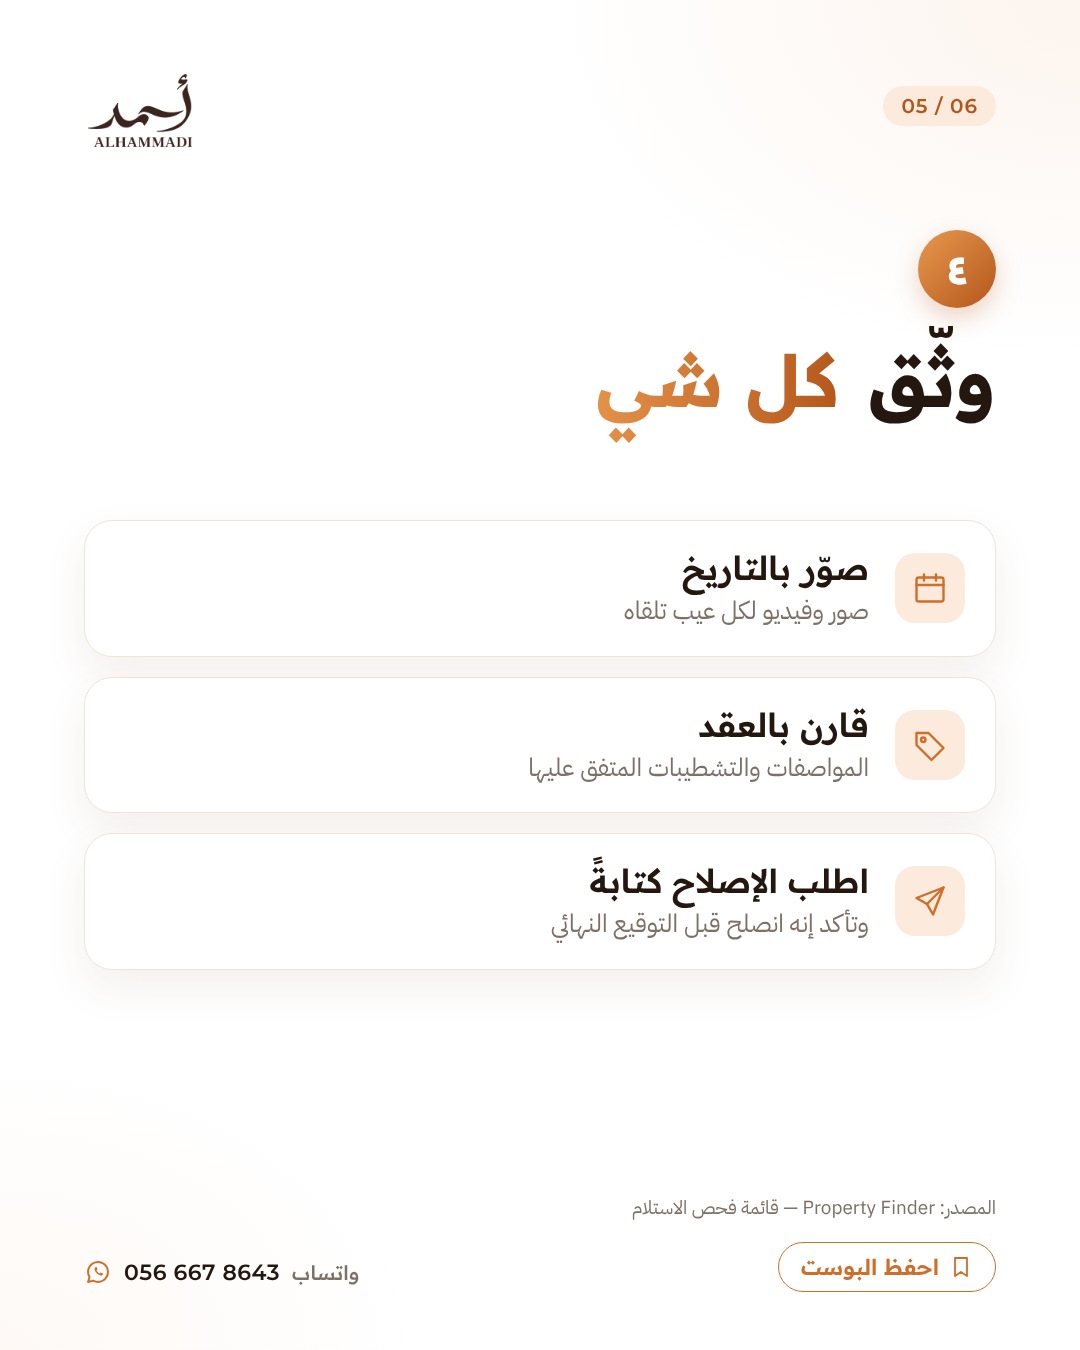 أحمد
ALHAMMADI
05 / 06
٤
وثّق كل شي
صوّر بالتاريخ
صور وفيديو لكل عيب تلقاه
قارن بالعقد
المواصفات والتشطيبات المتفق عليها
اطلب الإصلاح كتابةً
وتأكد إنه انصلح قبل التوقيع النهائي
المصدر: Property Finder — قائمة فحص الاستلام
احفظ البوست
واتساب 056 667 8643